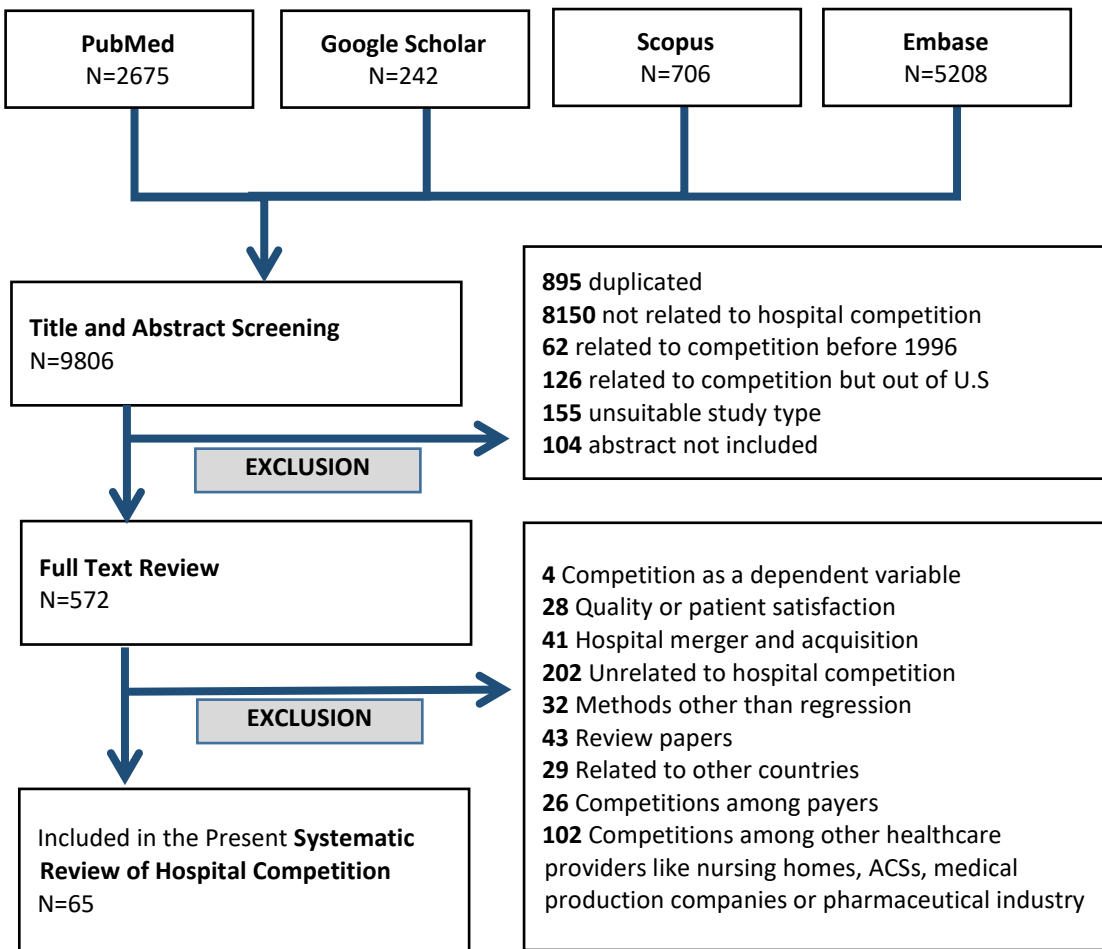 PubMed
N=2675
Google Scholar
N=242
Scopus
N=706
Embase
N=5208
Title and Abstract Screening
N=9806
895 duplicated
8150 not related to hospital competition
62 related to competition before 1996
126 related to competition but out of U.S
155 unsuitable study type
104 abstract not included
EXCLUSION
Full Text Review
N=572
4 Competition as a dependent variable
28 Quality or patient satisfaction
41 Hospital merger and acquisition
202 Unrelated to hospital competition
32 Methods other than regression
43 Review papers
29 Related to other countries
26 Competitions among payers
102 Competitions among other healthcare
providers like nursing homes, ACSs, medical
production companies or pharmaceutical industry
EXCLUSION
Included in the Present Systematic
Review of Hospital Competition
N=65